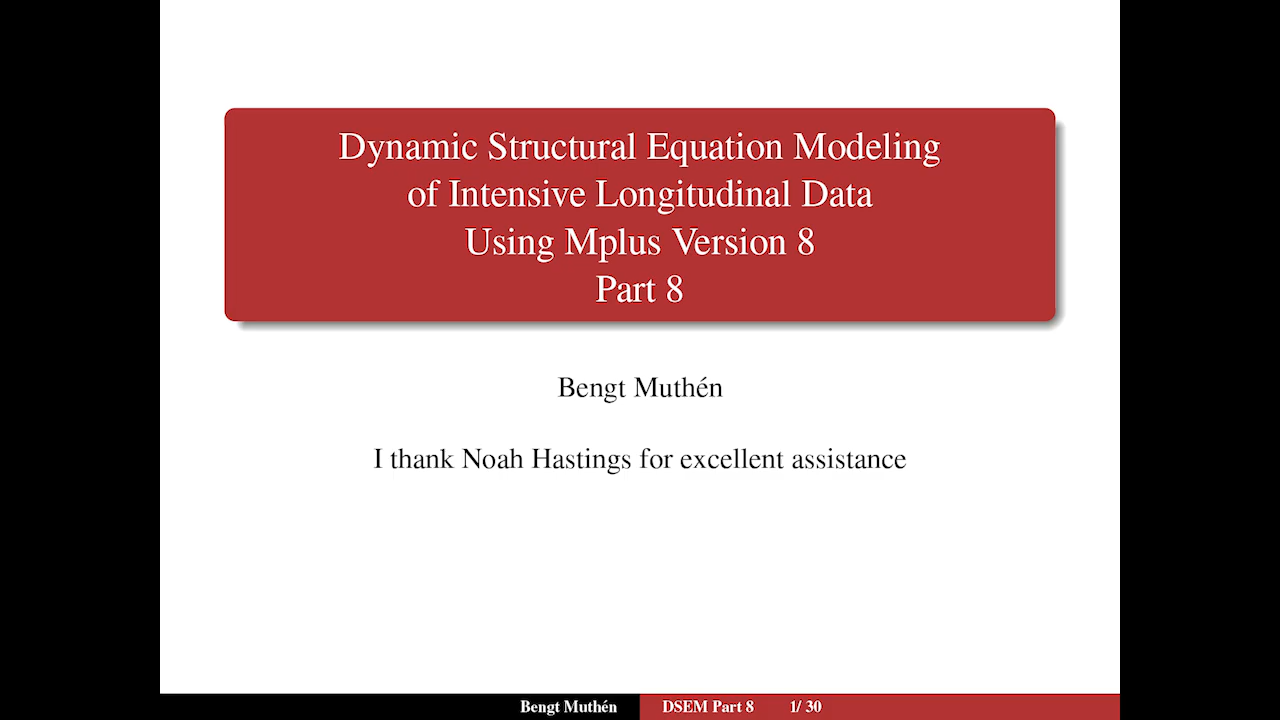 Dynamic Structural Equation Modeling
of Intensive Longitudinal Data
Using Mplus Version 8
Part 8
Bengt Muthén
I thank Noah Hastings for excellent assistance
Bengt Muthén DSEM Part 8 1/ 30